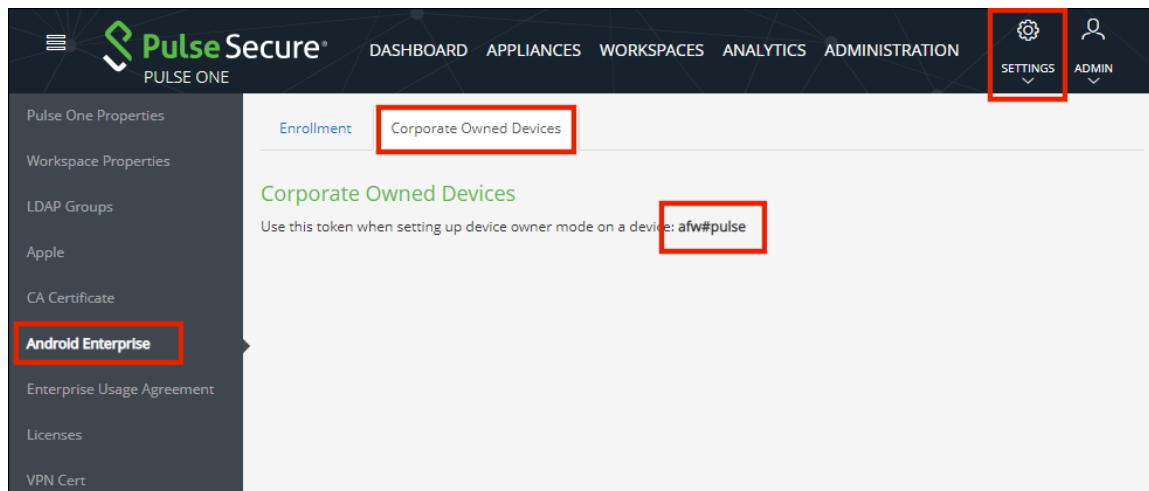 Pulse Secure®
PULSE ONE
DASHBOARD APPLIANCES WORKSPACES ANALYTICS ADMINISTRATION
SETTINGS
ADMIN
Pulse One Properties
Workspace Properties
LDAP Groups
Apple
CA Certificate
Android Enterprise
Enterprise Usage Agreement
Licenses
VPN Cert
Enrollment
Corporate Owned Devices
Corporate Owned Devices
Use this token when setting up device owner mode on a device: afw#pulse